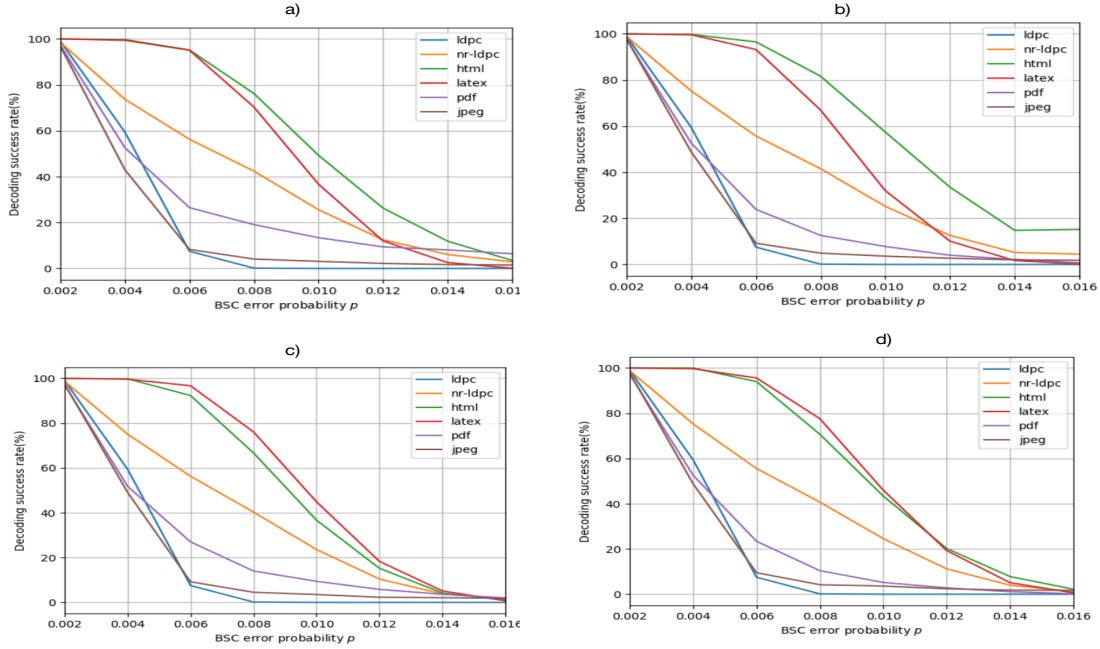 a)
100
80
60
40
20
0
Decoding success rate(%)
ldpc
nr-ldpc
html
latex
pdf
jpeg
0.002 0.004 0.006 0.008 0.010 0.012 0.014 0.01
BSC error probability p
b)
100
80
60
40
20
0
Decoding success rate(%)
ldpc
nr-ldpc
html
latex
pdf
jpeg
0.002 0.004 0.006 0.008 0.010 0.012 0.014 0.016
BSC error probability p
c)
100
80
60
40
20
0
Decoding success rate(%)
ldpc
nr-ldpc
html
latex
pdf
jpeg
0.002 0.004 0.006 0.008 0.010 0.012 0.014 0.016
BSC error probability p
d)
100
80
60
40
20
0
Decoding success rate(%)
ldpc
nr-ldpc
html
latex
pdf
jpeg
0.002 0.004 0.006 0.008 0.010 0.012 0.014 0.016
BSC error probability p